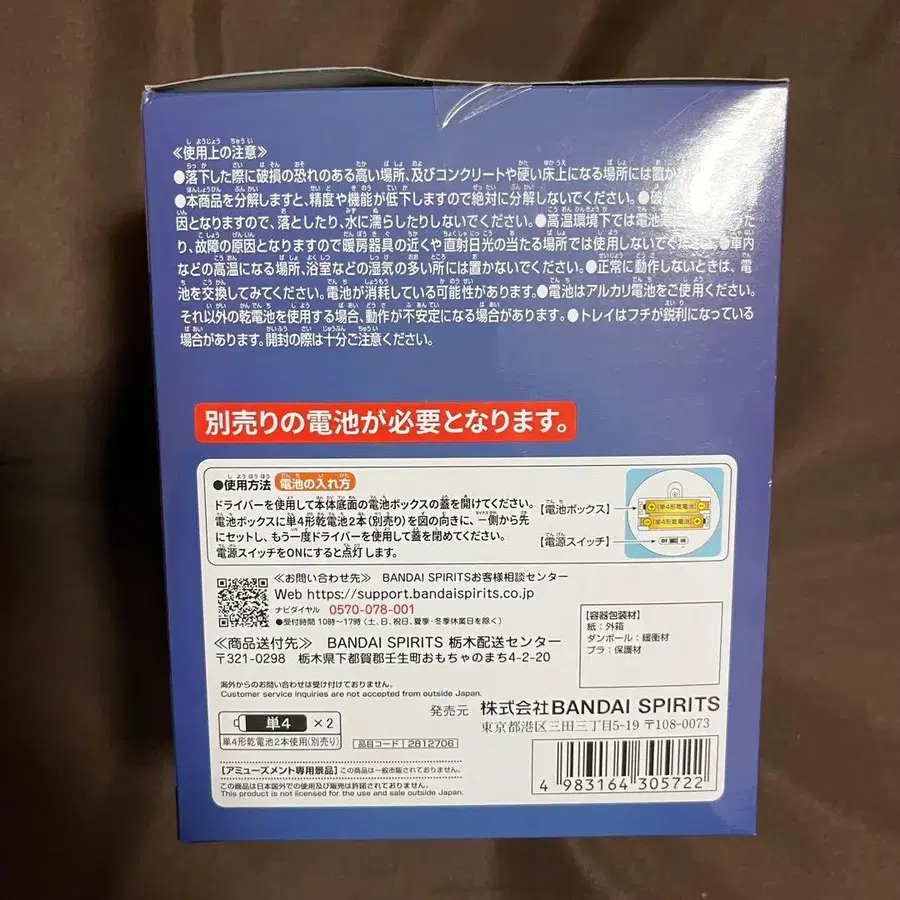 《使用上の注意》
●落下した際に破損の恐れのある高い場所、及びコンクリートや硬い床上になる場所には置か
●本商品を分解しますと、精度や機能が低下しますので絶対に分解しないでください。●破
因となりますので、落としたり、水に濡らしたりしないでください。●高温環境下では電池
り、故障の原因となりますので暖房器具の近くや直射日光の当たる場所では使用しないでください。●車内
などの高温になる場所、浴室などの湿気の多い所には置かないでください。●正常に動作しないときは、電
池を交換してみてください。電池が消耗している可能性があります。●電池はアルカリ電池をご使用ください。
それ以外の乾電池を使用する場合、動作が不安定になる場合があります。●トレイはフチが鋭利になっている
場合があります。開封の際は十分ご注意ください。
別売りの電池が必要となります。
●使用方法 電池の入れ方
ドライバーを使用して本体底面の電池ボックスの蓋を開けてください。
電池ボックスに単4形乾電池2本(別売り)を図の向きに、一側から先
にセットし、もう一度ドライバーを使用して蓋を閉めてください。
電源スイッチをONにすると点灯します。
【電池ボックス】
【電源スイッチ】
単4形乾電池
単4形乾電池
OFF ON
≪お問い合わせ先≫ BANDAI SPIRITSお客様相談センター
Web https://support.bandaispirits.co.jp
ナビダイヤル 0570-078-001
●受付時間 10時〜17時 (土、日、祝日、夏季・冬季休業日を除く)
≪商品送付先≫ BANDAI SPIRITS 栃木配送センター
〒321-0298 栃木県下都賀郡壬生町おもちゃのまち4-2-20
【容器包装材】
紙：外箱
ダンボール：緩衝材
プラ：保護材
海外からのお問い合わせは受け付けておりません。
Customer service inquiries are not accepted from outside Japan.
発売元 株式会社BANDAI SPIRITS
東京都港区三田三丁目5-19 〒108-0073
単4 ×2
単4形乾電池2本使用(別売り)
品目コード 2812706
【アミューズメント専用景品】 この商品は一般市販されておりません。
この商品は日本国外での使用及び販売は許諾されておりません。
This product is not licensed for the use and sale outside Japan.
4 983164 305722